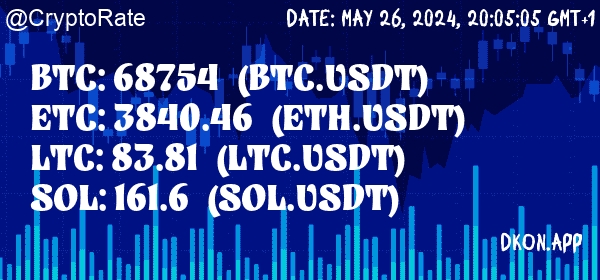 @CryptoRate
DATE: MAY 26, 2024, 20:05:05 GMT+1
BTC: 68754 (BTC.USDT)
ETC: 3840.46 (ETH.USDT)
LTC: 83.81 (LTC.USDT)
SOL: 161.6 (SOL.USDT)
DKON.APP